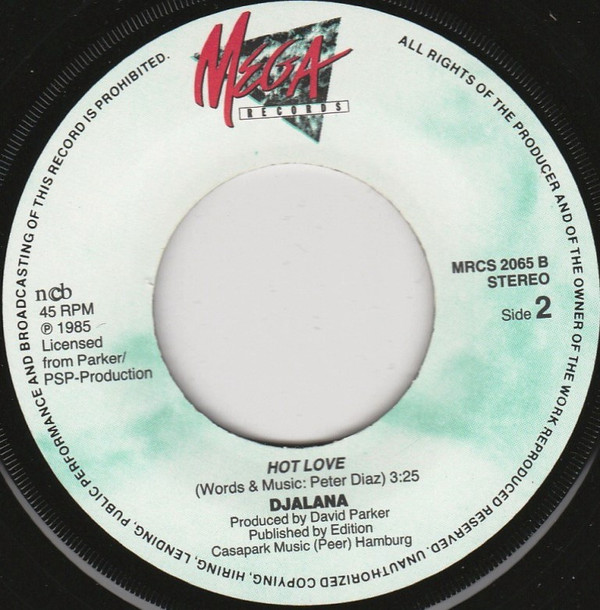 MEGA
RECORDS
ALL RIGHTS OF THE PRODUCER AND OF THE OWNER OF THE WORK REPRODUCED RESERVED. UNAUTHORIZED COPYING, HIRING, LENDING, PUBLIC PERFORMANCE AND BROADCASTING OF THIS RECORD IS PROHIBITED.
MRCS 2065 B
STEREO
Side 2
ncb
45 RPM
℗ 1985
Licensed
from Parker/
PSP-Production
HOT LOVE
(Words & Music: Peter Diaz) 3:25
DJALANA
Produced by David Parker
Published by Edition
Casapark Music (Peer) Hamburg